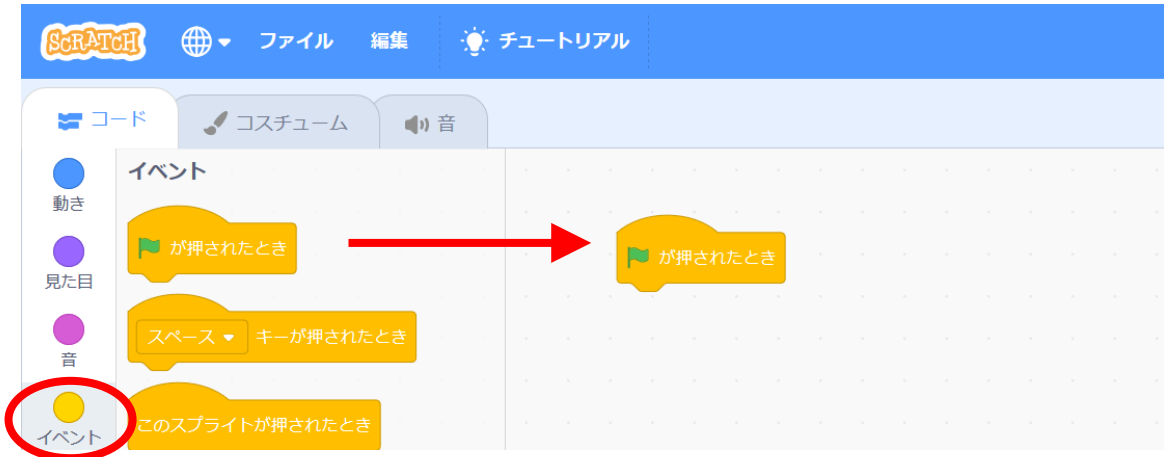 SCRATCH ファイル 編集 チュートリアル
コード コスチューム 音
動き
見た目
音
イベント
イベント
が押されたとき
スペース キーが押されたとき
このスプライトが押されたとき
が押されたとき